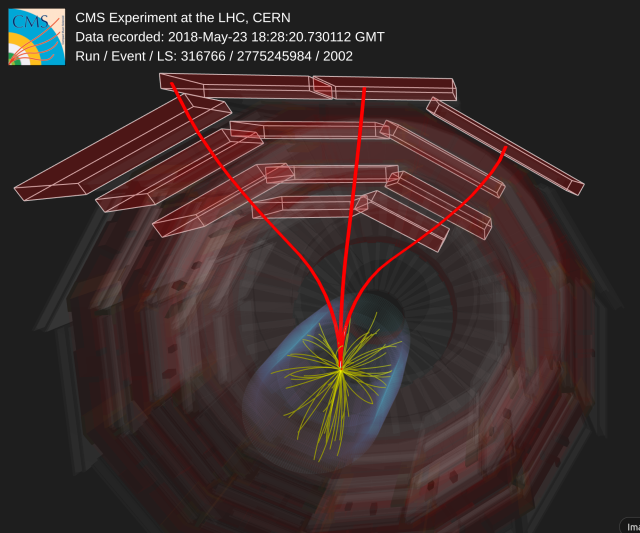 CMS
CMS Experiment at the LHC, CERN
Data recorded: 2018-May-23 18:28:20.730112 GMT
Run / Event / LS: 316766 / 2775245984 / 2002